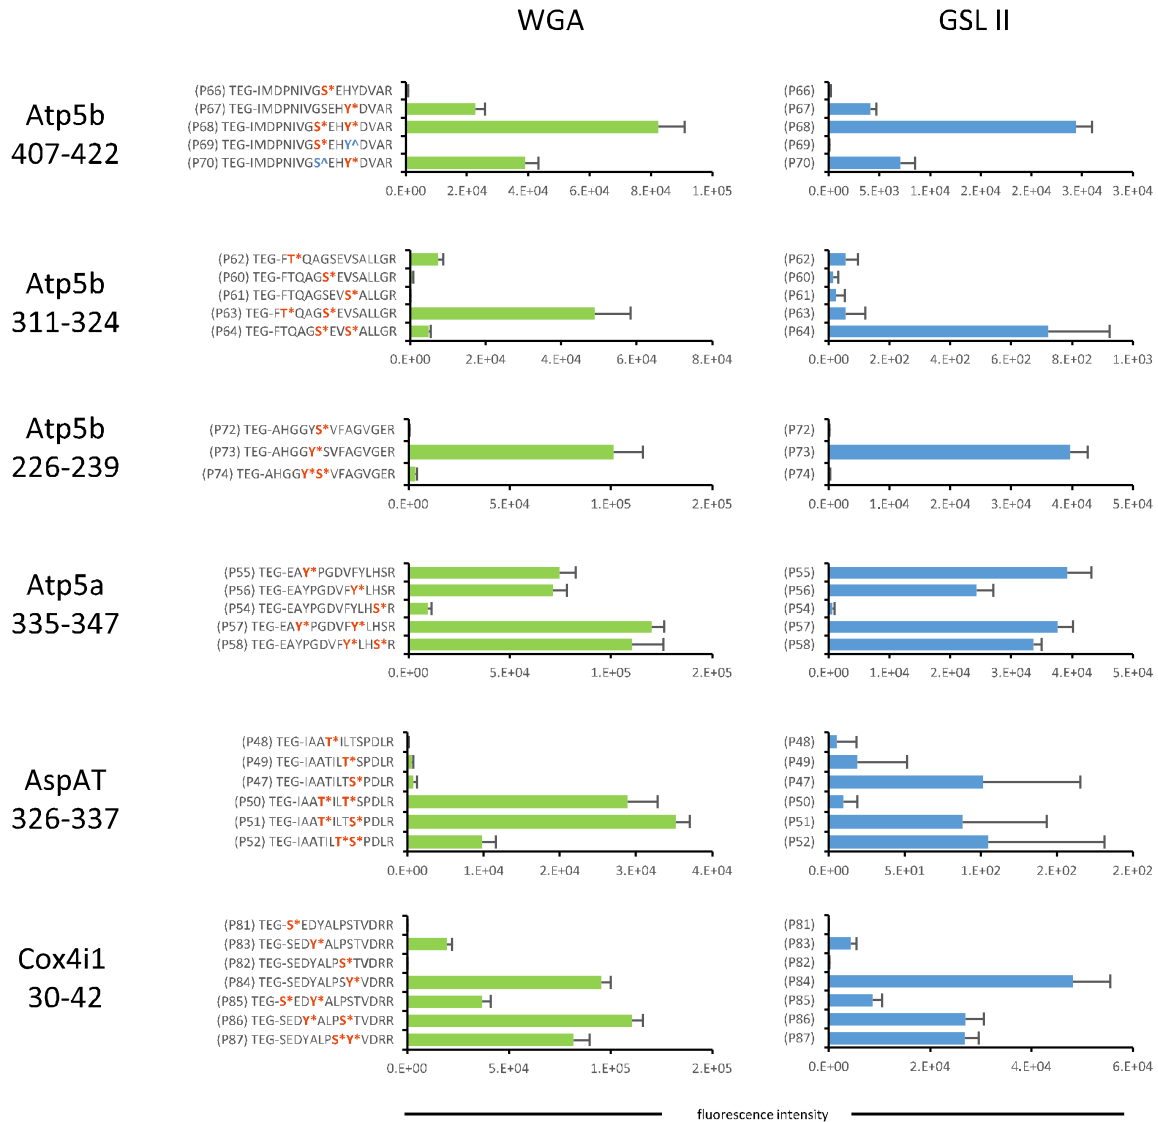 WGA GSL II
Atp5b
407-422
(P66) TEG-IMDPNIVGS*EHYDVAR (P66)
(P67) TEG-IMDPNIVGSEHY*DVAR (P67)
(P68) TEG-IMDPNIVGS*EHY*DVAR (P68)
(P69) TEG-IMDPNIVGS*EHY^DVAR (P69)
(P70) TEG-IMDPNIVGS^EHY*DVAR (P70)
0.E+00 2.E+04 4.E+04 6.E+04 8.E+04 1.E+05 0.E+00 5.E+03 1.E+04 2.E+04 2.E+04 3.E+04 3.E+04
Atp5b
311-324
(P62) TEG-FT*QAGSEVSALLGR (P62)
(P60) TEG-FTQAGS*EVSALLGR (P60)
(P61) TEG-FTQAGSEVS*ALLGR (P61)
(P63) TEG-FT*QAGS*EVSALLGR (P63)
(P64) TEG-FTQAGS*EVS*ALLGR (P64)
0.E+00 2.E+04 4.E+04 6.E+04 8.E+04 0.E+00 2.E+02 4.E+02 6.E+02 8.E+02 1.E+03
Atp5b
226-239
(P72) TEG-AHGGYS*VFAGVGER (P72)
(P73) TEG-AHGGY*SVFAGVGER (P73)
(P74) TEG-AHGGY*S*VFAGVGER (P74)
0.E+00 5.E+04 1.E+05 2.E+05 2.E+05 0.E+00 1.E+04 2.E+04 3.E+04 4.E+04 5.E+04
Atp5a
335-347
(P55) TEG-EAY*PGDVFYLHSR (P55)
(P56) TEG-EAYPGDVFY*LHSR (P56)
(P54) TEG-EAYPGDVFYLHS*R (P54)
(P57) TEG-EAY*PGDVFY*LHSR (P57)
(P58) TEG-EAYPGDVFY*LHS*R (P58)
0.E+00 5.E+04 1.E+05 2.E+05 2.E+05 0.E+00 1.E+04 2.E+04 3.E+04 4.E+04 5.E+04
AspAT
326-337
(P48) TEG-IAAT*ILTSPDLR (P48)
(P49) TEG-IAATILT*SPDLR (P49)
(P47) TEG-IAATILTS*PDLR (P47)
(P50) TEG-IAAT*ILT*SPDLR (P50)
(P51) TEG-IAAT*ILTS*PDLR (P51)
(P52) TEG-IAATILT*S*PDLR (P52)
0.E+00 1.E+04 2.E+04 3.E+04 4.E+04 0.E+00 5.E+01 1.E+02 2.E+02 2.E+02
Cox4i1
30-42
(P81) TEG-S*EDYALPSTVDRR (P81)
(P83) TEG-SEDY*ALPSTVDRR (P83)
(P82) TEG-SEDYALPS*TVDRR (P82)
(P84) TEG-SEDYALPSY*VDRR (P84)
(P85) TEG-S*EDY*ALPSTVDRR (P85)
(P86) TEG-SEDY*ALPS*TVDRR (P86)
(P87) TEG-SEDYALPS*Y*VDRR (P87)
0.E+00 5.E+04 1.E+05 2.E+05 2.E+05 0.E+00 2.E+04 4.E+04 6.E+04
fluorescence intensity